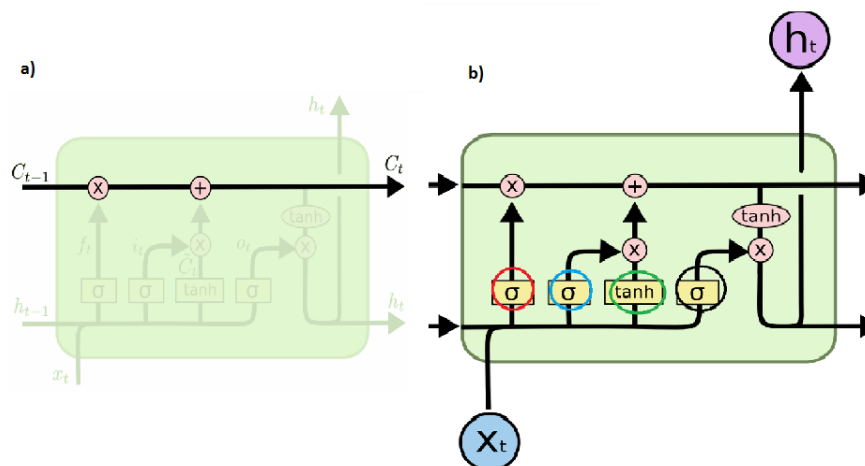 a)
h_t
C_{t-1}
C_t
x
+
tanh
f_t
i_t
x
o_t
x
C̃_t
σ
σ
tanh
σ
h_{t-1}
h_t
x_t
b)
h_t
x
+
tanh
x
x
σ
σ
tanh
σ
X_t